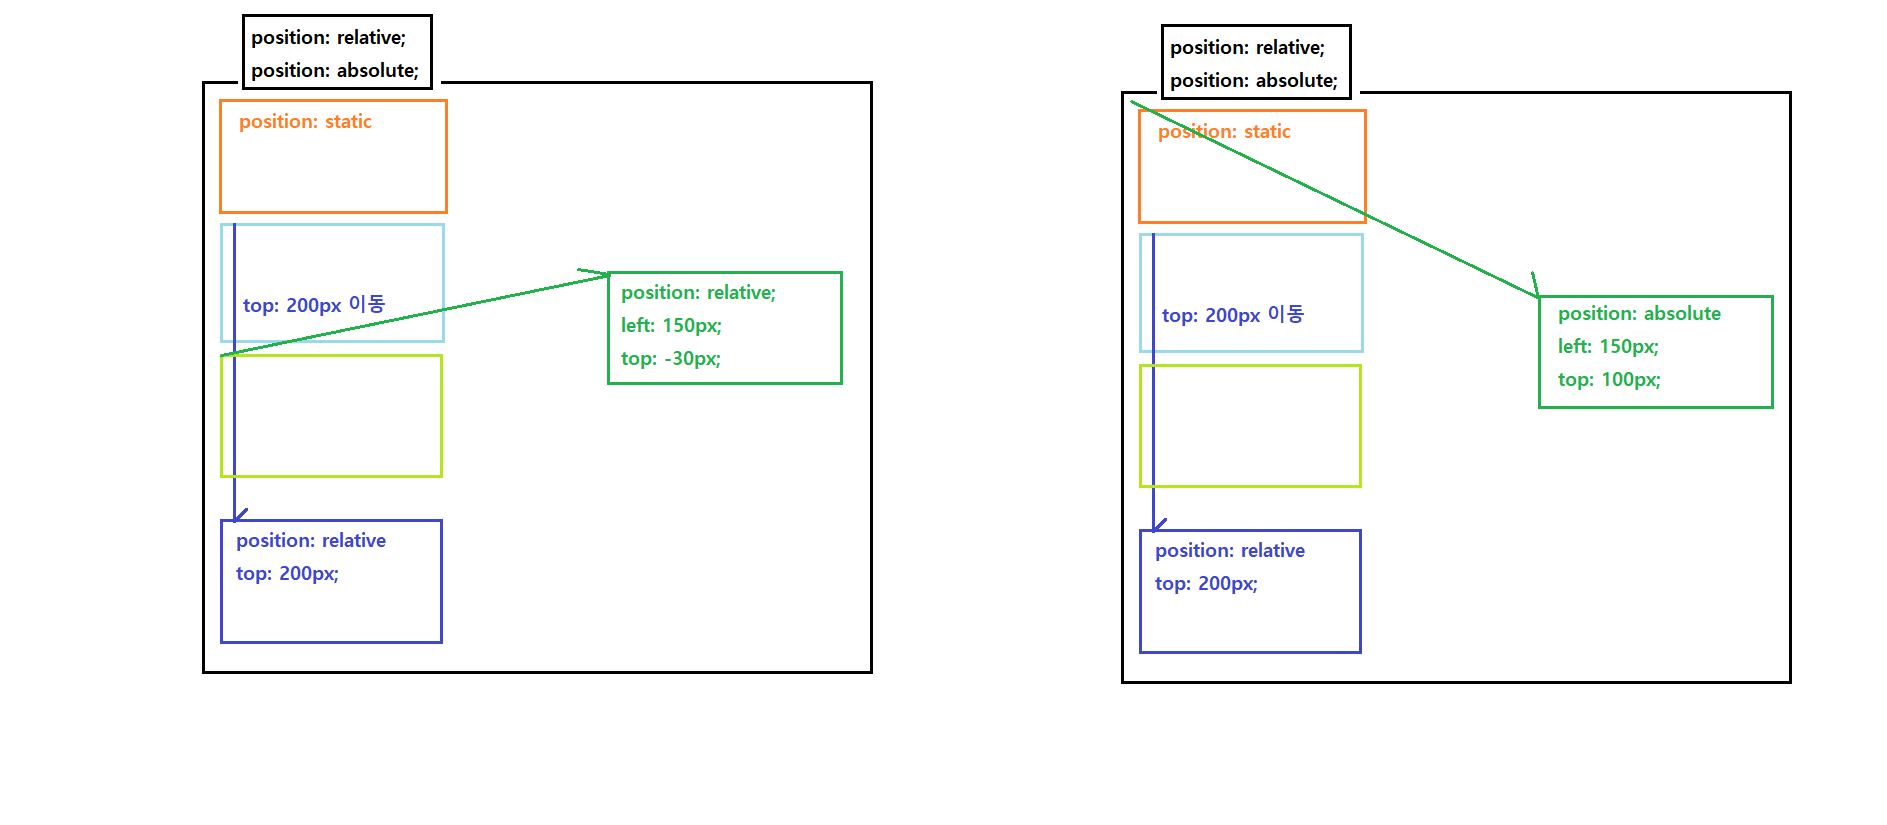 position: relative;
position: absolute;
position: static
top: 200px 이동
position: relative;
left: 150px;
top: -30px;
position: relative
top: 200px;
position: relative;
position: absolute;
position: static
top: 200px 이동
position: absolute
left: 150px;
top: 100px;
position: relative
top: 200px;